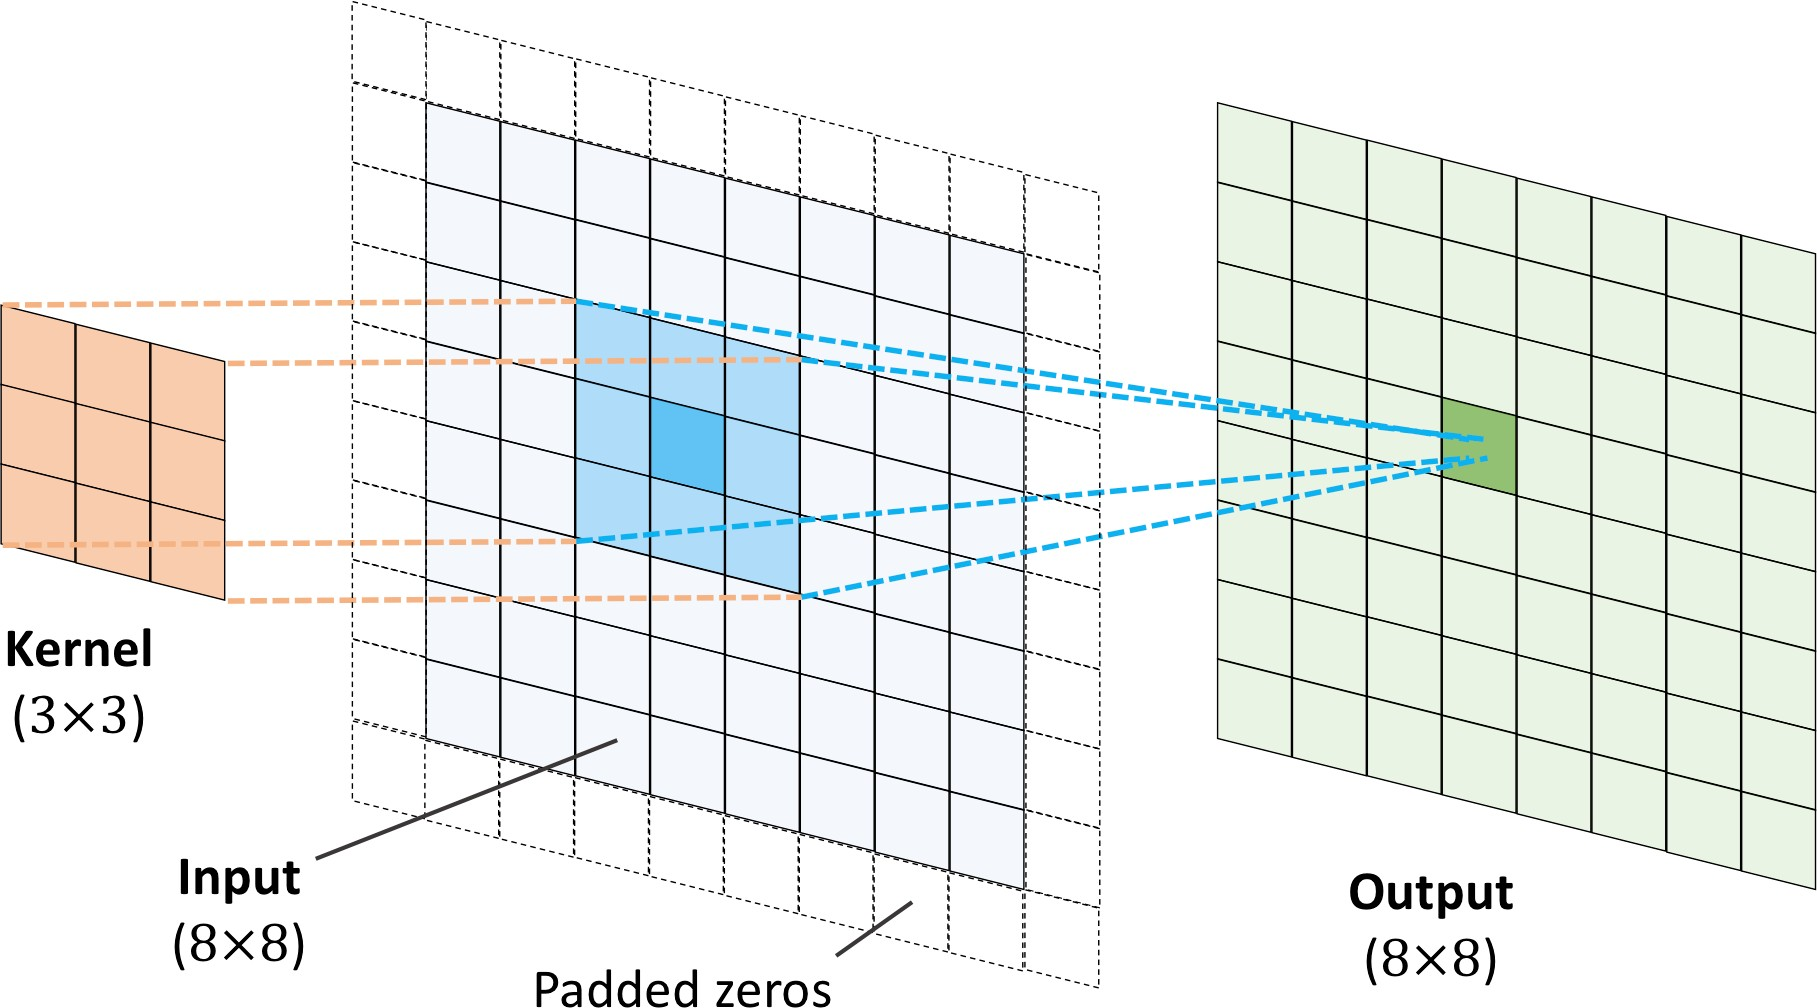 Kernel
(3×3)
Input
(8×8)
Padded zeros
Output
(8×8)